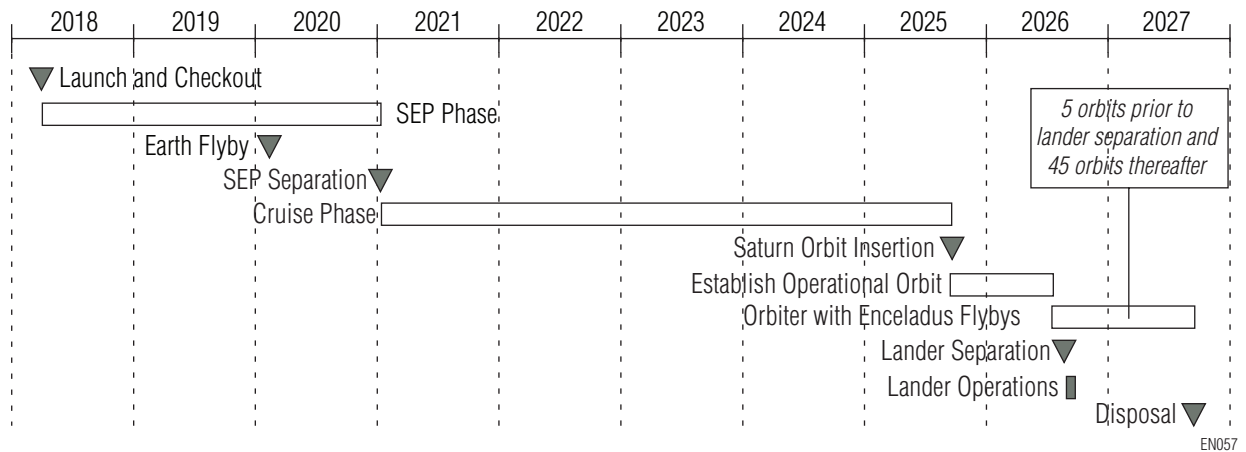 2018 2019 2020 2021 2022 2023 2024 2025 2026 2027
Launch and Checkout
SEP Phase
5 orbits prior to
lander separation and
45 orbits thereafter
Earth Flyby
SEP Separation
Cruise Phase
Saturn Orbit Insertion
Establish Operational Orbit
Orbiter with Enceladus Flybys
Lander Separation
Lander Operations
Disposal
EN057